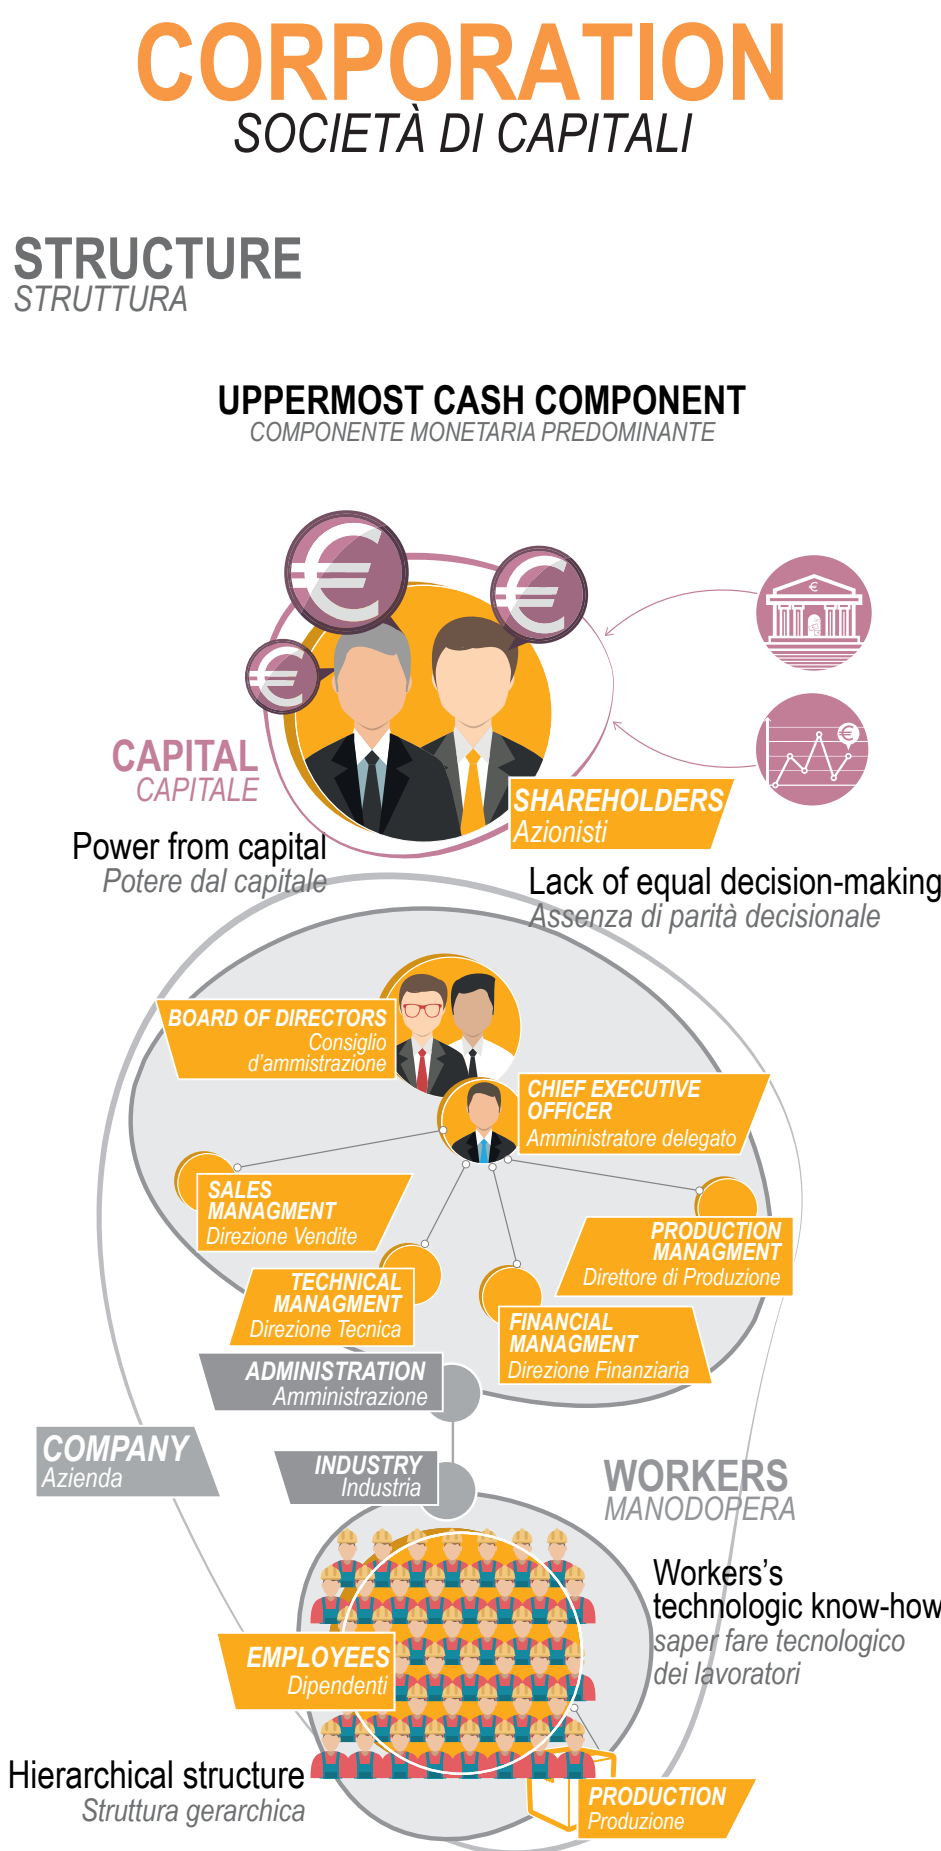 CORPORATION
SOCIETÀ DI CAPITALI
STRUCTURE
STRUTTURA
UPPERMOST CASH COMPONENT
COMPONENTE MONETARIA PREDOMINANTE
€
€
€
€
€
CAPITAL
CAPITALE
SHAREHOLDERS
Azionisti
Power from capital
Potere dal capitale
Lack of equal decision-making
Assenza di parità decisionale
BOARD OF DIRECTORS
Consiglio
d'ammistrazione
CHIEF EXECUTIVE
OFFICER
Amministratore delegato
SALES
MANAGMENT
Direzione Vendite
PRODUCTION
MANAGMENT
Direttore di Produzione
TECHNICAL
MANAGMENT
Direzione Tecnica
FINANCIAL
MANAGMENT
Direzione Finanziaria
ADMINISTRATION
Amministrazione
COMPANY
Azienda
INDUSTRY
Industria
WORKERS
MANODOPERA
Workers's
technologic know-how
saper fare tecnologico
dei lavoratori
EMPLOYEES
Dipendenti
Hierarchical structure
Struttura gerarchica
PRODUCTION
Produzione